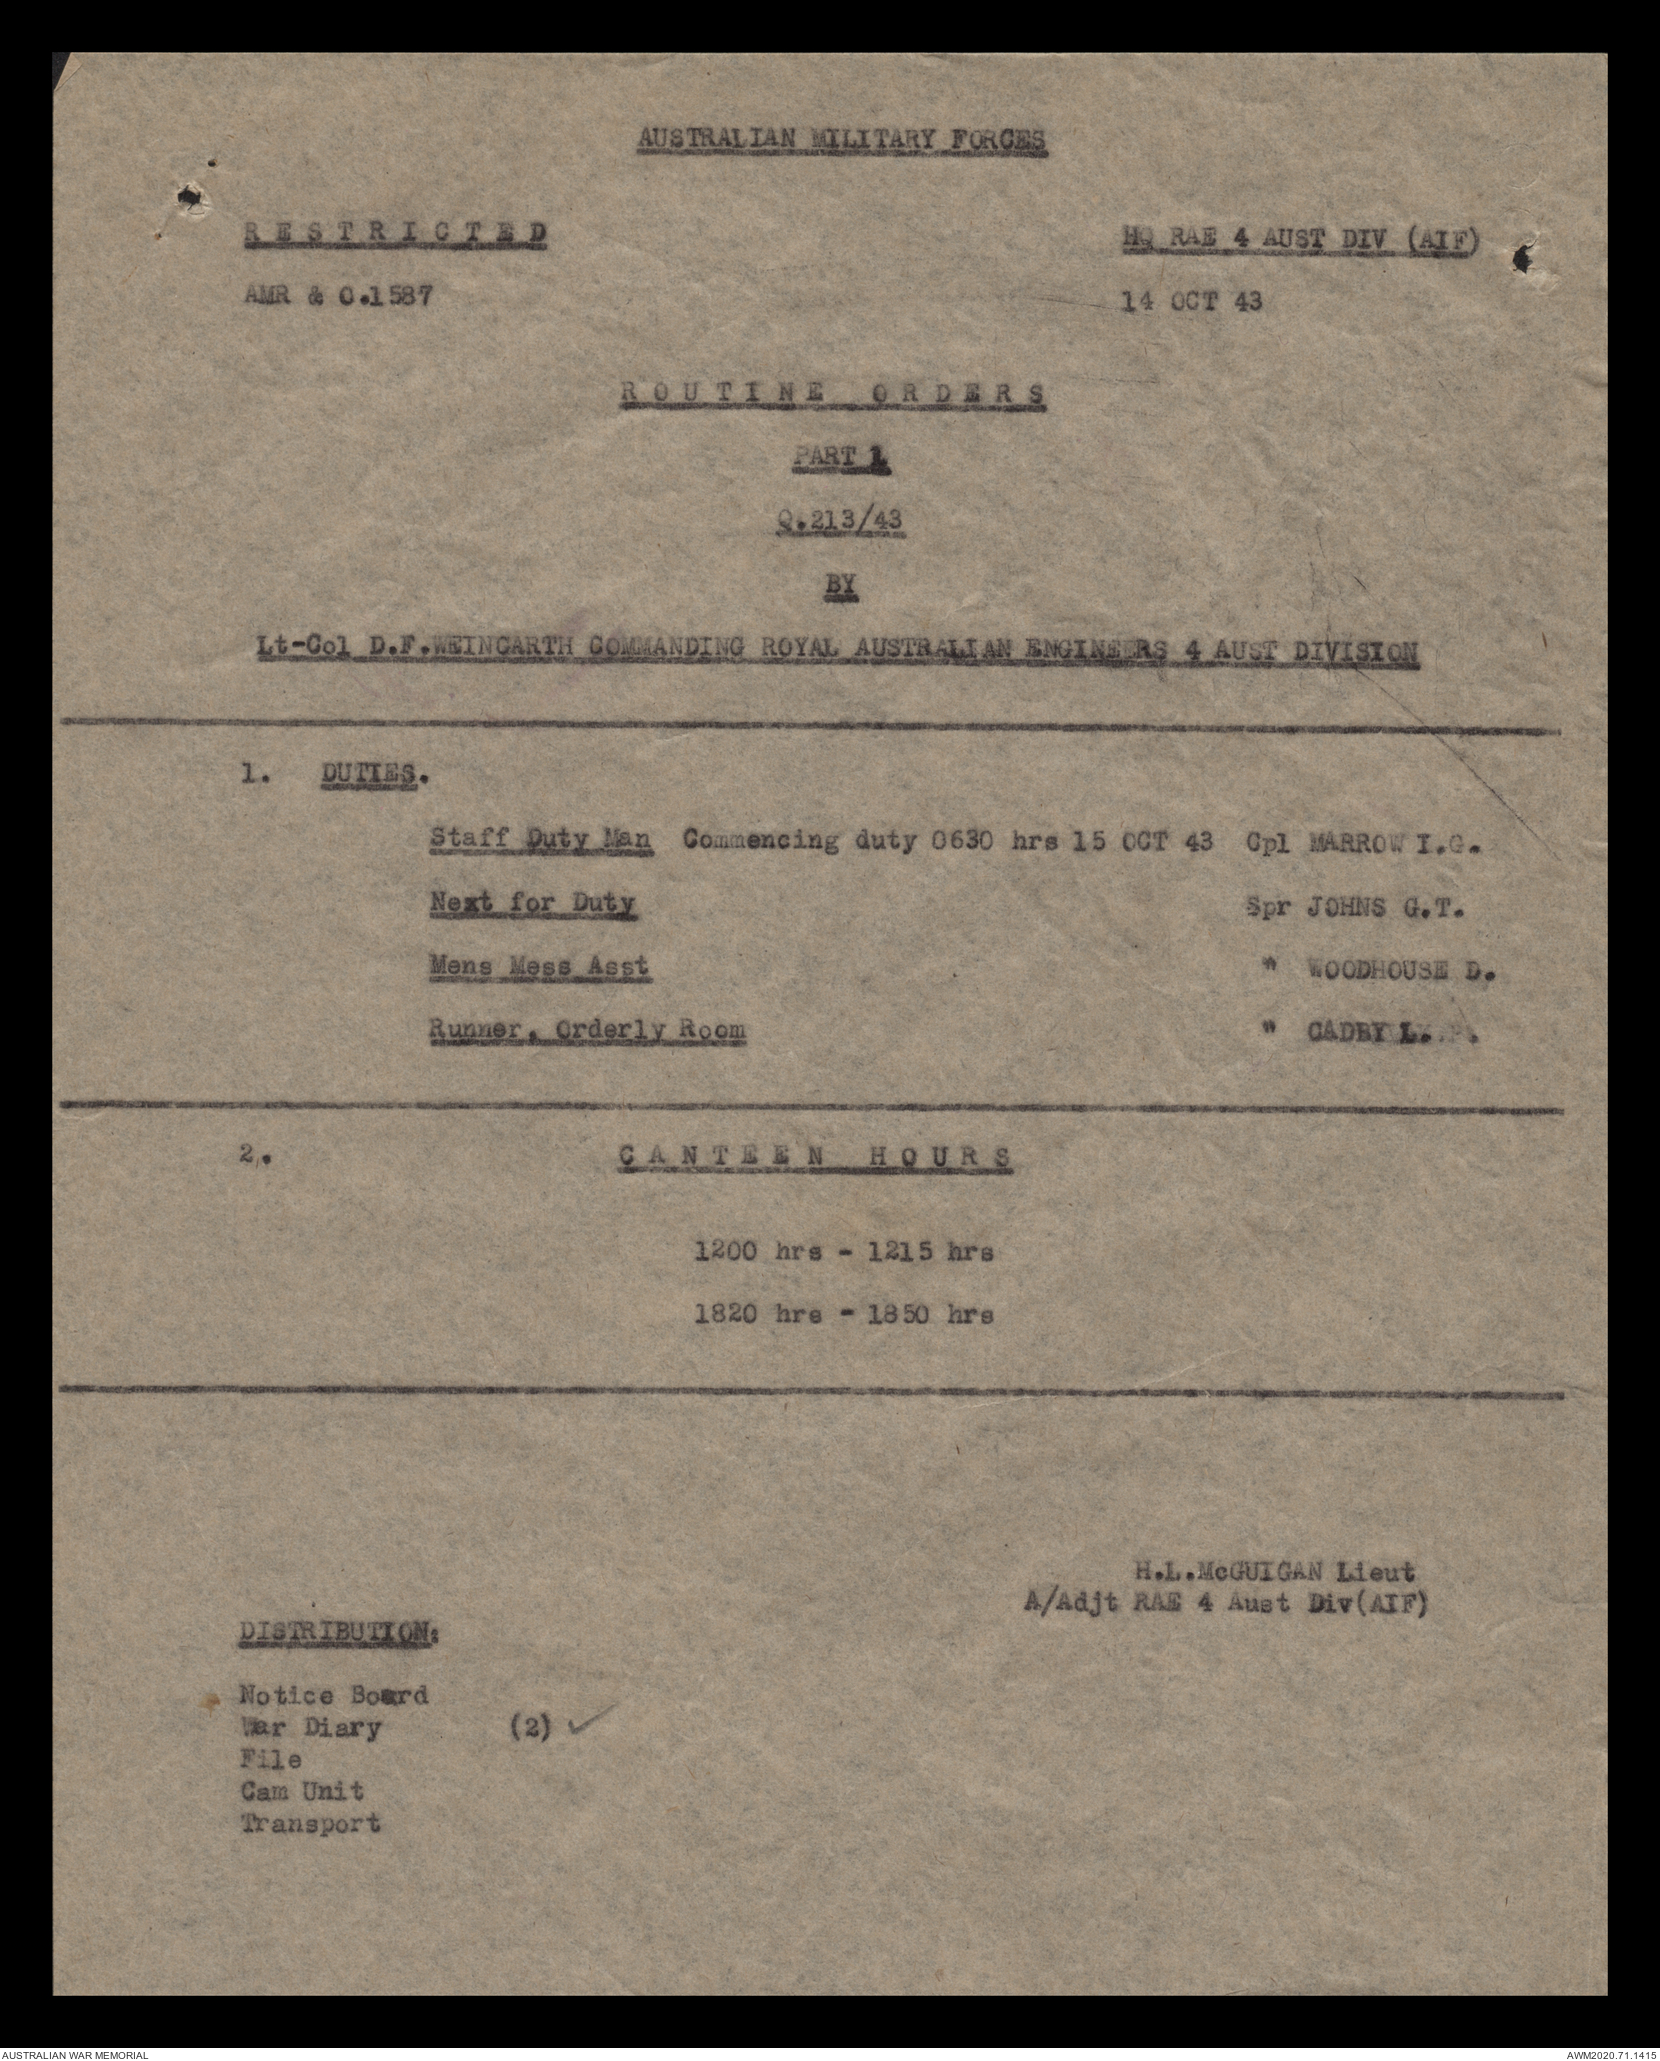 AUSTRALIAN MILITARY FORCES
RESTRICTED HQ RAE 4 AUST DIV (AIF)
AMR & O.1587 14 OCT 43
ROUTINE ORDERS
PART 1
Q.213/43
BY
Lt-Col D.F.WEINGARTH COMMANDING ROYAL AUSTRALIAN ENGINEERS 4 AUST DIVISION
1. DUTIES.
Staff Duty Man Commencing duty 0630 hrs 15 OCT 43 Cpl MARROW I.G.
Next for Duty Spr JOHNS G.T.
Mens Mess Asst " WOODHOUSE D.
Runner, Orderly Room " CADBY L.
2. CANTEEN HOURS
1200 hrs - 1215 hrs
1820 hrs - 1850 hrs
H.L.McGUIGAN Lieut
A/Adjt RAE 4 Aust Div(AIF)
DISTRIBUTION:
Notice Board
War Diary (2) ✓
File
Cam Unit
Transport
AUSTRALIAN WAR MEMORIAL AWM2020.71.1415